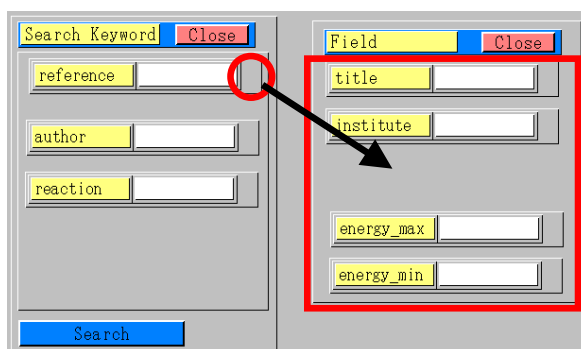 Search Keyword Close
reference
author
reaction
Search
Field Close
title
institute
energy_max
energy_min